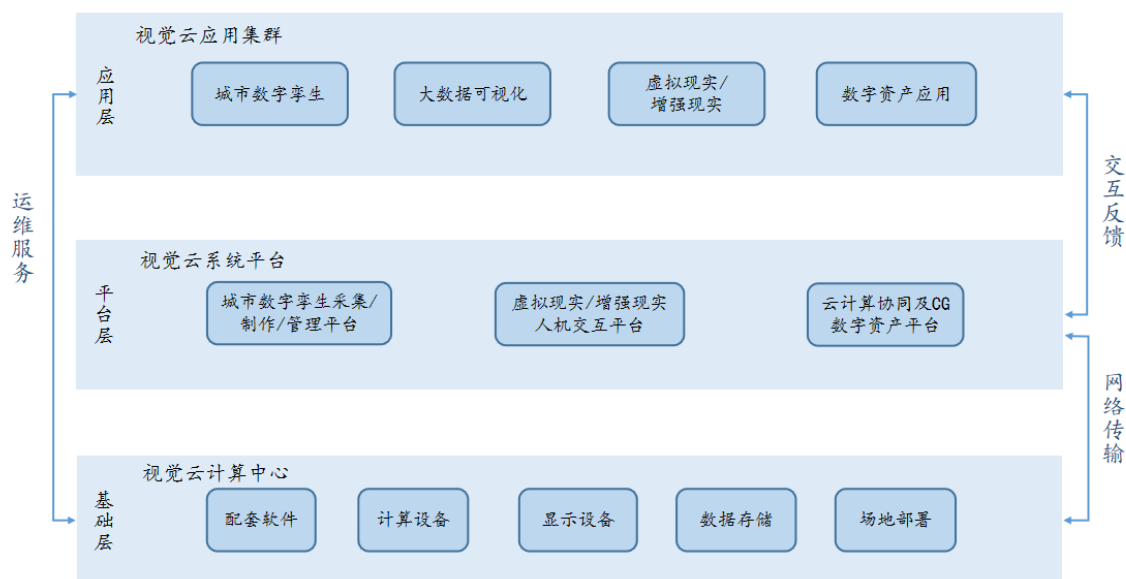 视觉云应用集群
应用层
城市数字孪生
大数据可视化
虚拟现实/
增强现实
数字资产应用
运维服务
交互反馈
视觉云系统平台
平台层
城市数字孪生采集/
制作/管理平台
虚拟现实/增强现实
人机交互平台
云计算协同及CG
数字资产平台
网络传输
视觉云计算中心
基础层
配套软件
计算设备
显示设备
数据存储
场地部署